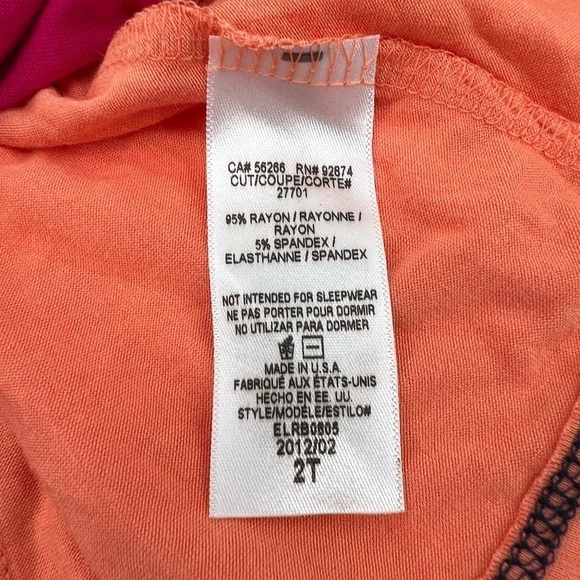 CA# 56266 RN# 92874
CUT/COUPE/CORTE#
27701
95% RAYON / RAYONNE /
RAYON
5% SPANDEX /
ELASTHANNE / SPANDEX
NOT INTENDED FOR SLEEPWEAR
NE PAS PORTER POUR DORMIR
NO UTILIZAR PARA DORMER
MADE IN U.S.A.
FABRIQUÉ AUX ÉTATS-UNIS
HECHO EN EE. UU.
STYLE/MODÈLE/ESTILO#
ELRB0805
2012/02
2T